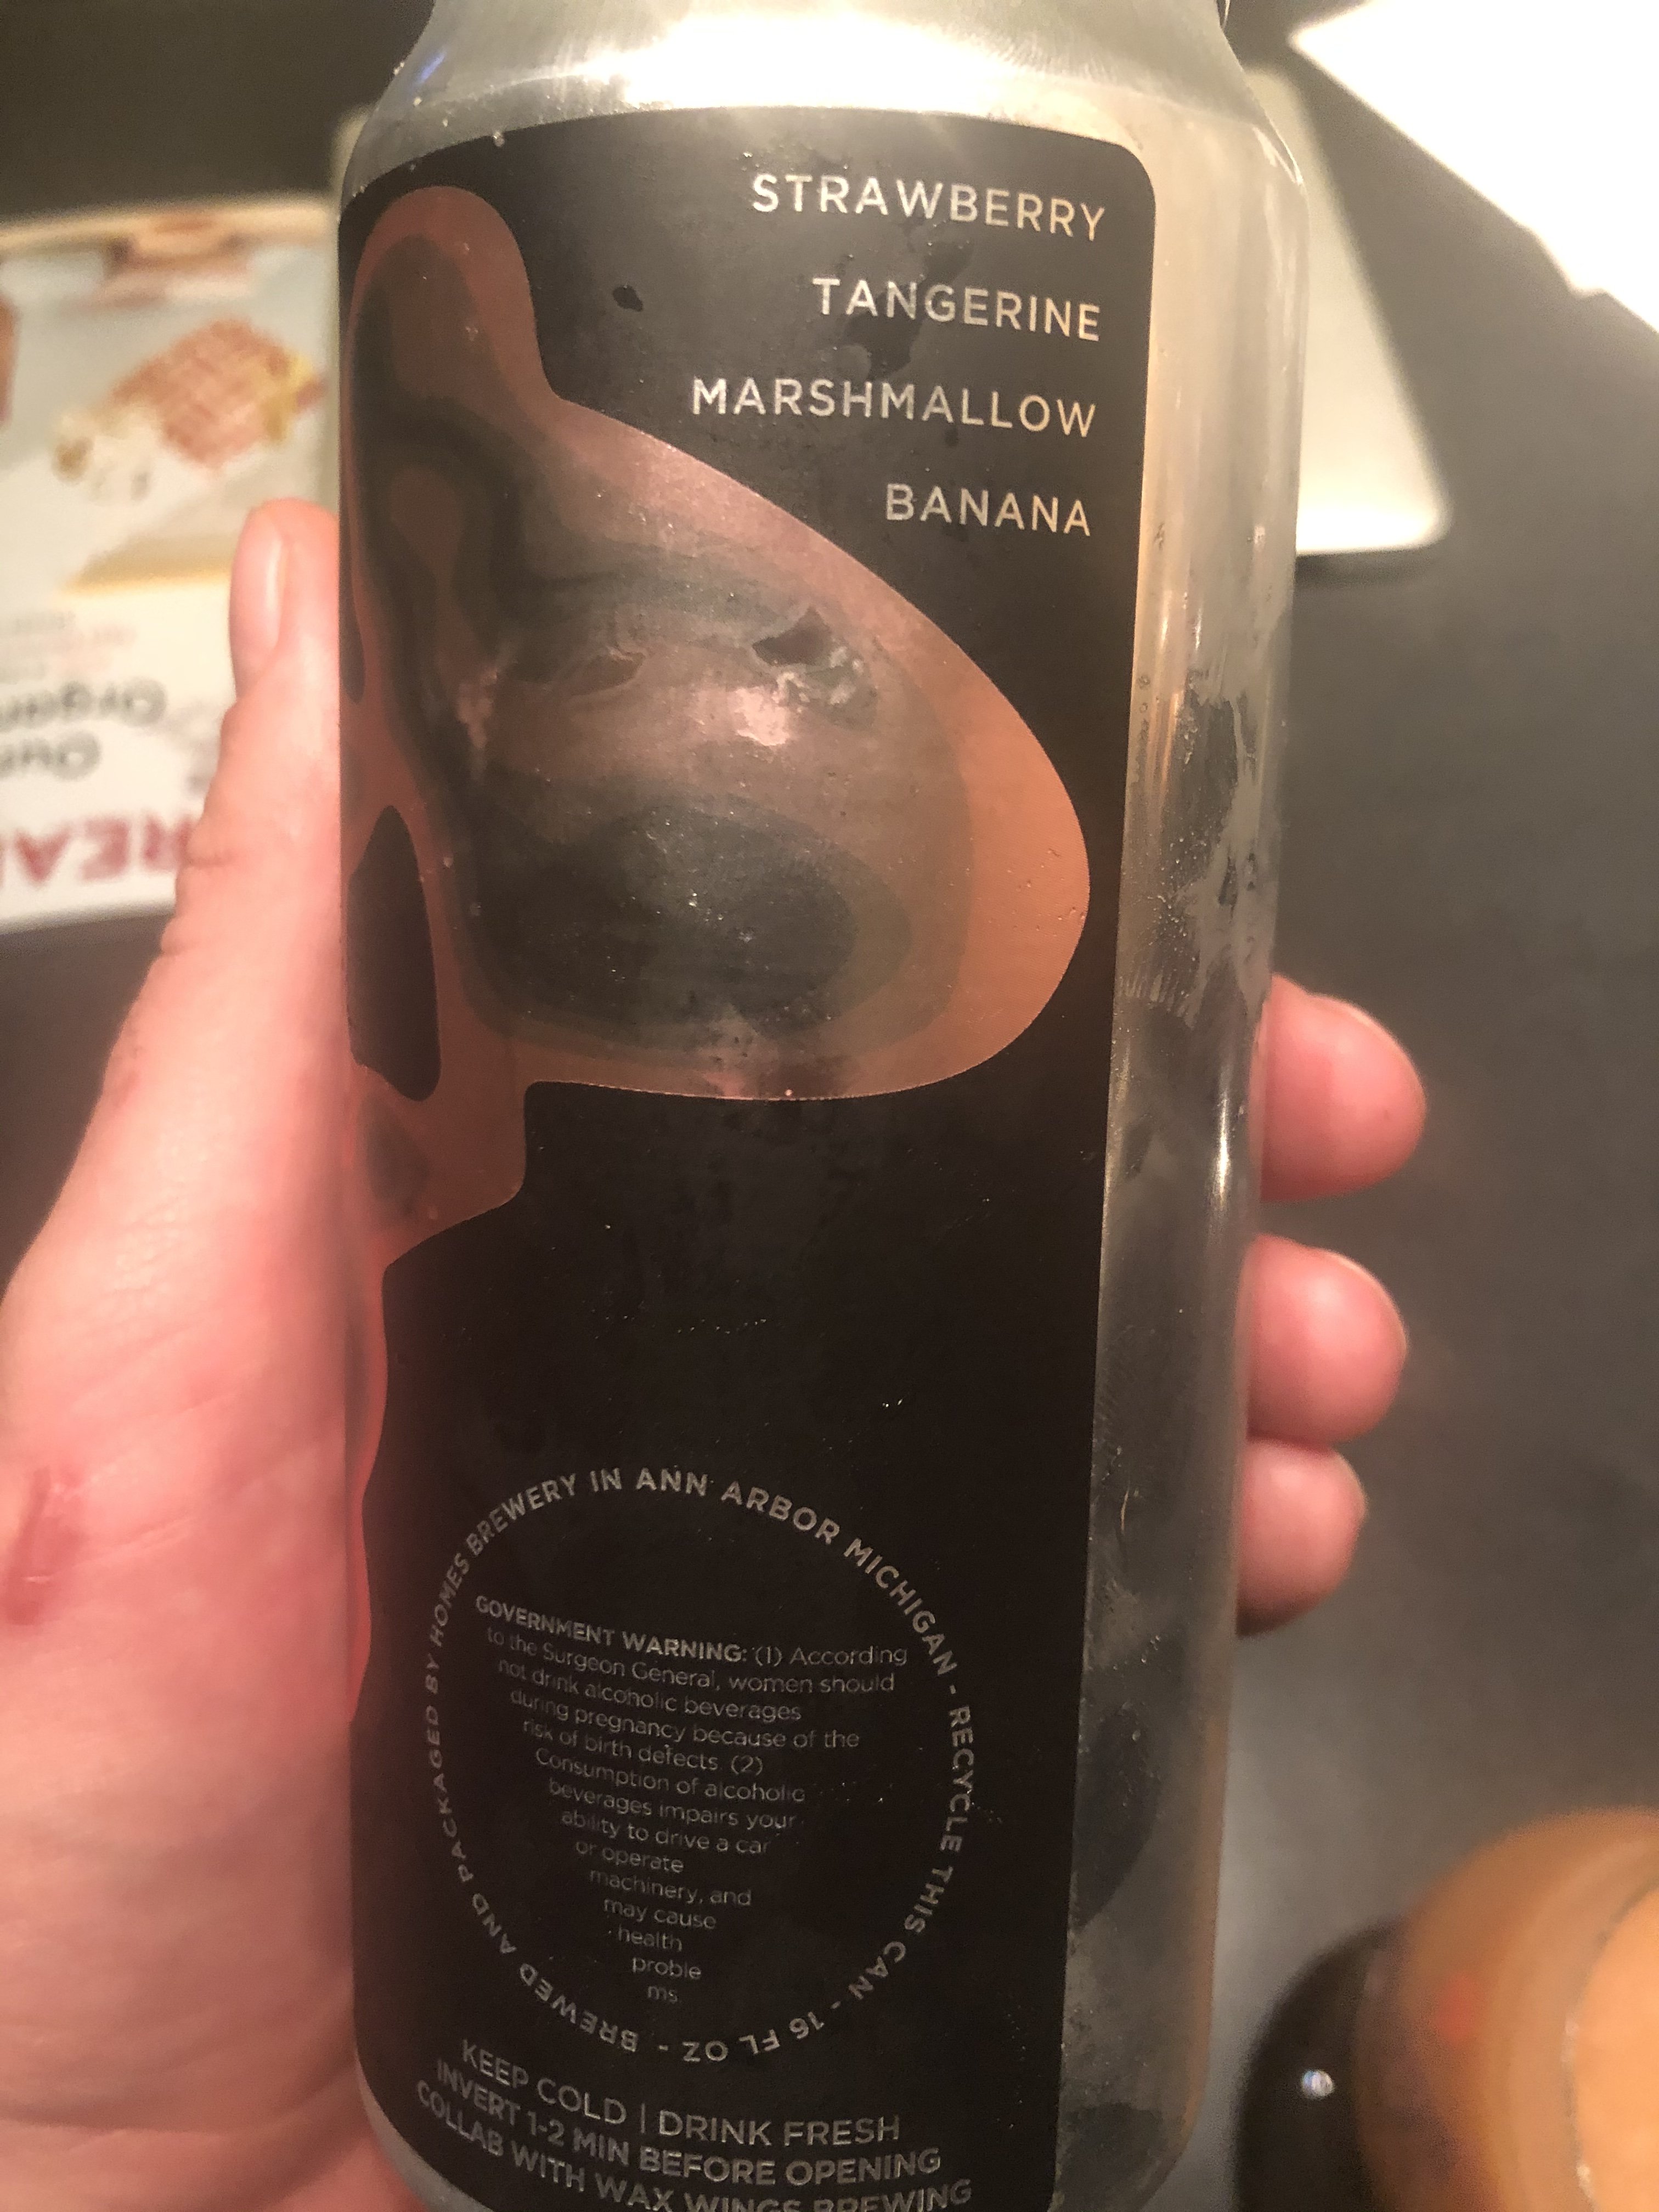 STRAWBERRY
TANGERINE
MARSHMALLOW
BANANA
BREWED AND PACKAGED BY HOMES BREWERY IN ANN ARBOR MICHIGAN - RECYCLE THIS CAN - 16 FL OZ -
GOVERNMENT WARNING: (1) According
to the Surgeon General, women should
not drink alcoholic beverages
during pregnancy because of the
risk of birth defects. (2)
Consumption of alcoholic
beverages impairs your
ability to drive a car
or operate
machinery, and
may cause
health
proble
ms
KEEP COLD | DRINK FRESH
INVERT 1-2 MIN BEFORE OPENING
COLLAB WITH WAX WINGS BREWING
Our